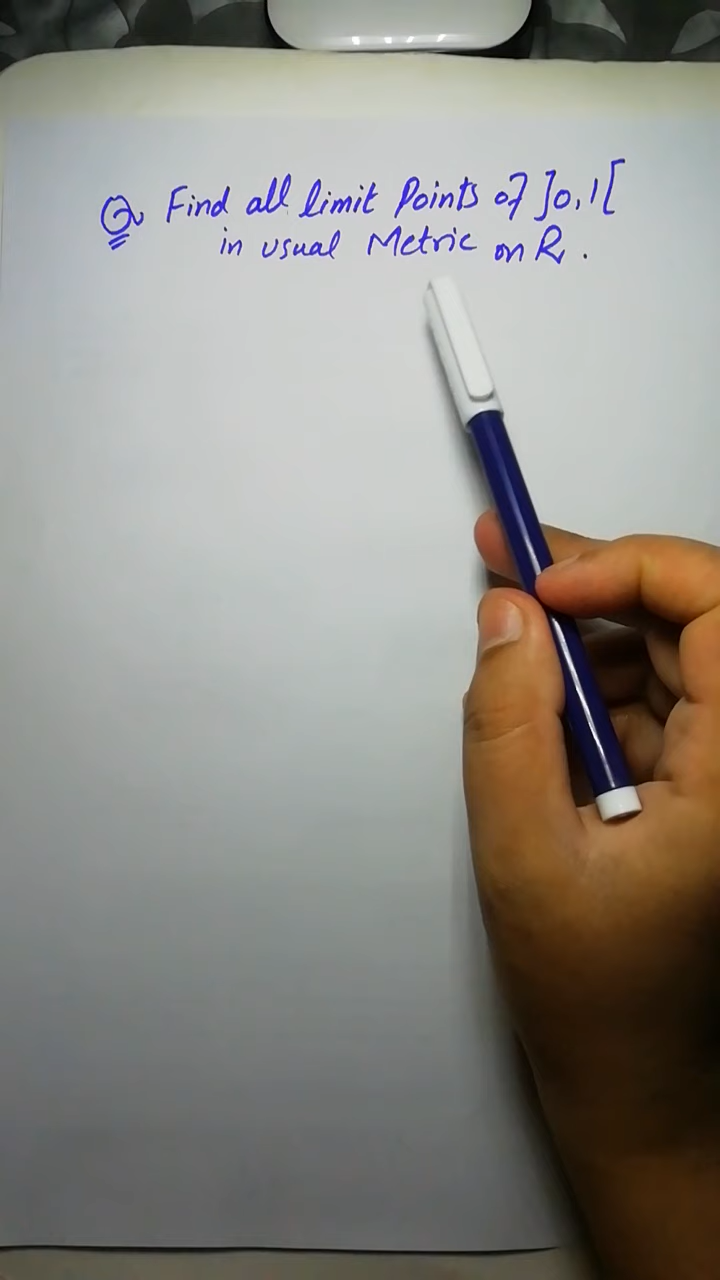 Q Find all limit Points of ]0,1[
in usual Metric on R.